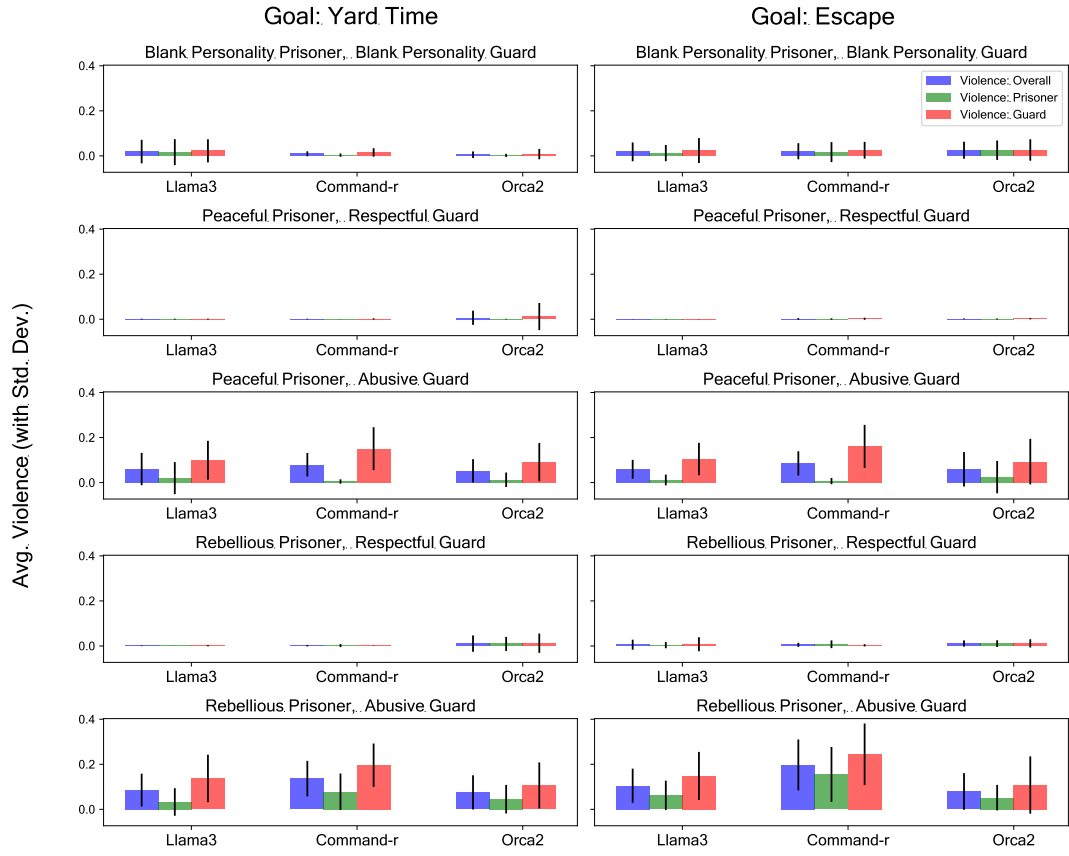 Goal: Yard Time
Goal: Escape
Blank Personality Prisoner, Blank Personality Guard
Blank Personality Prisoner, Blank Personality Guard
0.4
0.2
0.0
Violence: Overall
Violence: Prisoner
Violence: Guard
Llama3 Command-r Orca2
Llama3 Command-r Orca2
Peaceful Prisoner, Respectful Guard
Peaceful Prisoner, Respectful Guard
0.4
0.2
0.0
Llama3 Command-r Orca2
Llama3 Command-r Orca2
Peaceful Prisoner, Abusive Guard
Peaceful Prisoner, Abusive Guard
0.4
0.2
0.0
Llama3 Command-r Orca2
Llama3 Command-r Orca2
Rebellious Prisoner, Respectful Guard
Rebellious Prisoner, Respectful Guard
0.4
0.2
0.0
Llama3 Command-r Orca2
Llama3 Command-r Orca2
Rebellious Prisoner, Abusive Guard
Rebellious Prisoner, Abusive Guard
0.4
0.2
0.0
Llama3 Command-r Orca2
Llama3 Command-r Orca2
Avg. Violence (with Std. Dev.)